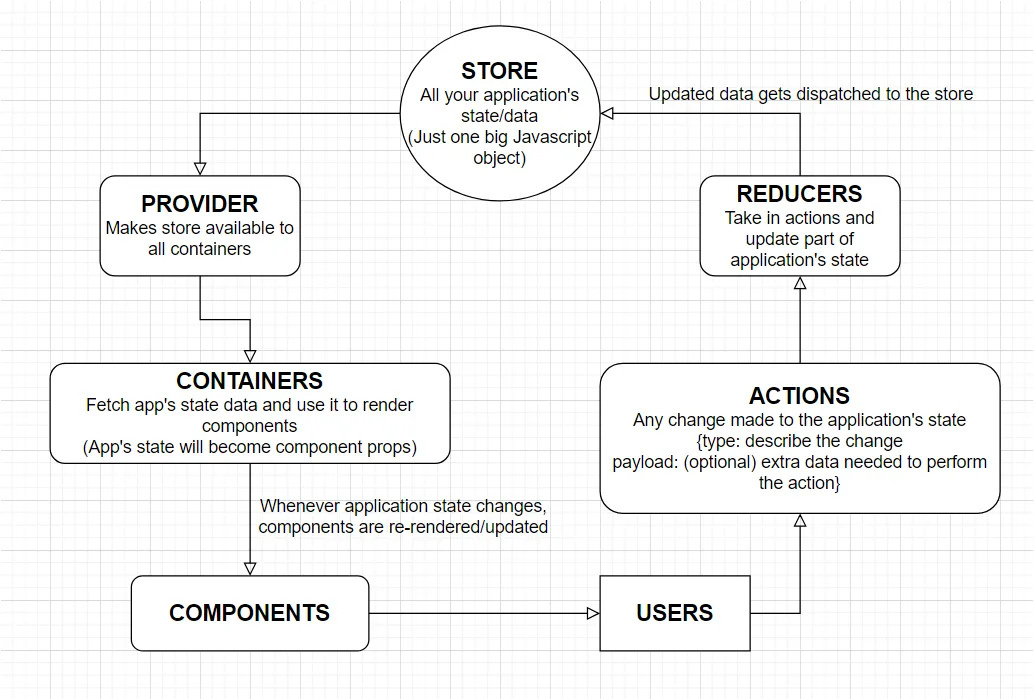 STORE
All your application's
state/data
(Just one big Javascript
object)
Updated data gets dispatched to the store
PROVIDER
Makes store available to
all containers
REDUCERS
Take in actions and
update part of
application's state
CONTAINERS
Fetch app's state data and use it to render
components
(App's state will become component props)
ACTIONS
Any change made to the application's state
{type: describe the change
payload: (optional) extra data needed to perform
the action}
Whenever application state changes,
components are re-rendered/updated
COMPONENTS
USERS